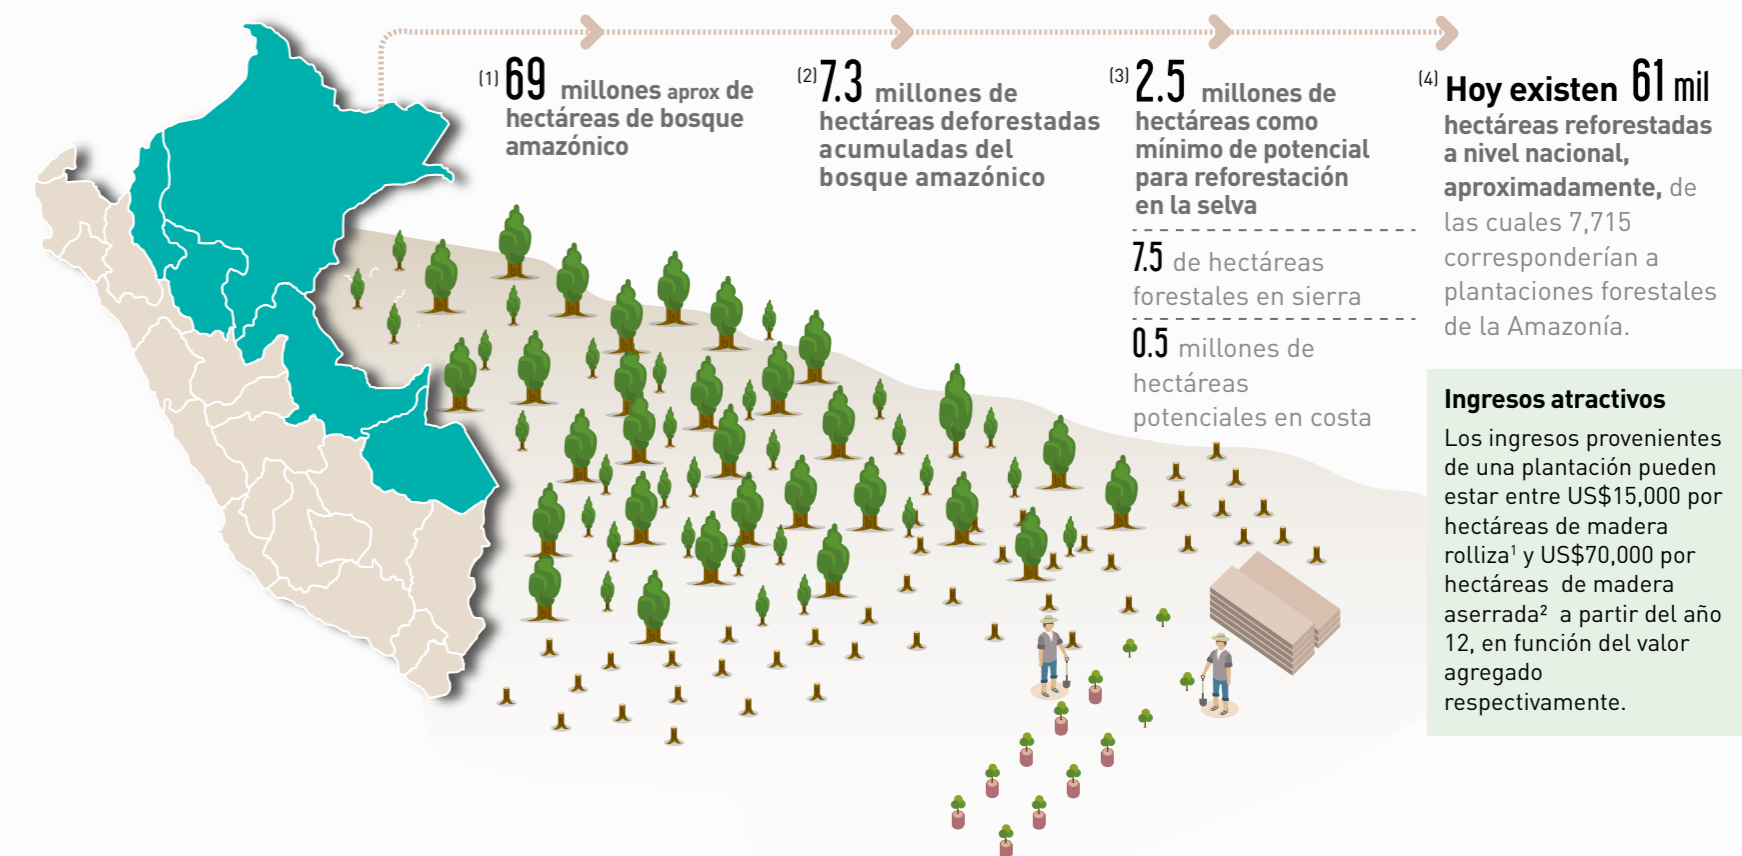 (1) 69 millones aprox de
hectáreas de bosque
amazónico
(2) 7.3 millones de
hectáreas deforestadas
acumuladas del
bosque amazónico
(3) 2.5 millones de
hectáreas como
mínimo de potencial
para reforestación
en la selva
7.5 de hectáreas
forestales en sierra
0.5 millones de
hectáreas
potenciales en costa
(4) Hoy existen 61 mil
hectáreas reforestadas
a nivel nacional,
aproximadamente, de
las cuales 7,715
corresponderían a
plantaciones forestales
de la Amazonía.
Ingresos atractivos
Los ingresos provenientes
de una plantación pueden
estar entre US$15,000 por
hectáreas de madera
rolliza¹ y US$70,000 por
hectáreas de madera
aserrada² a partir del año
12, en función del valor
agregado
respectivamente.